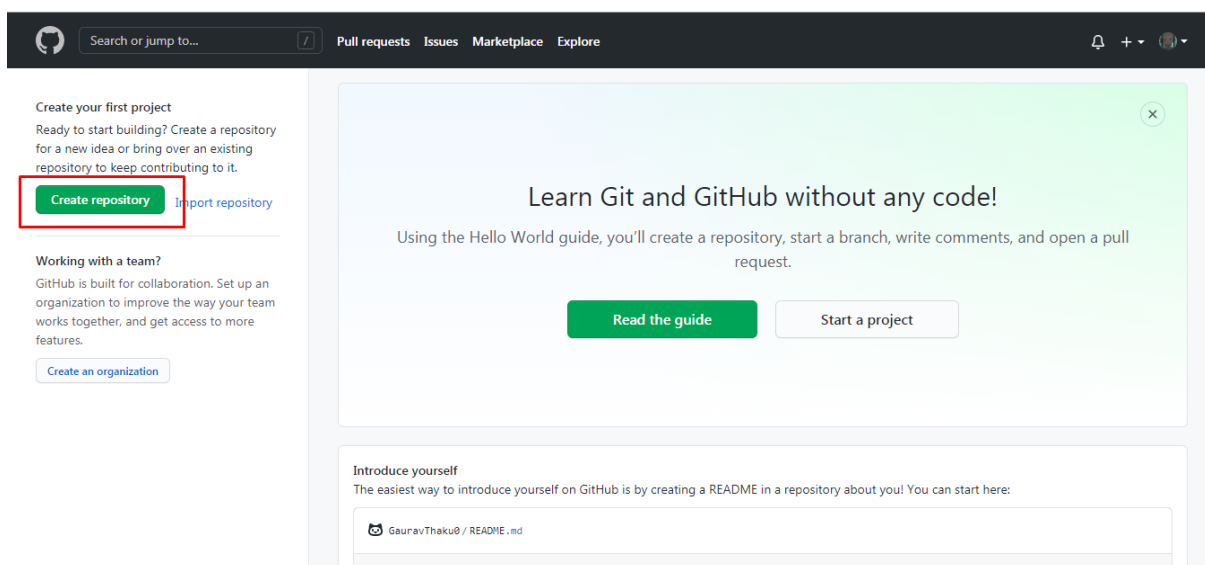 Search or jump to...
/
Pull requests Issues Marketplace Explore
Create your first project
Ready to start building? Create a repository
for a new idea or bring over an existing
repository to keep contributing to it.
Create repository
Import repository
Working with a team?
GitHub is built for collaboration. Set up an
organization to improve the way your team
works together, and get access to more
features.
Create an organization
Learn Git and GitHub without any code!
Using the Hello World guide, you’ll create a repository, start a branch, write comments, and open a pull
request.
Read the guide
Start a project
Introduce yourself
The easiest way to introduce yourself on GitHub is by creating a README in a repository about you! You can start here:
GauravThaku0 / README.md